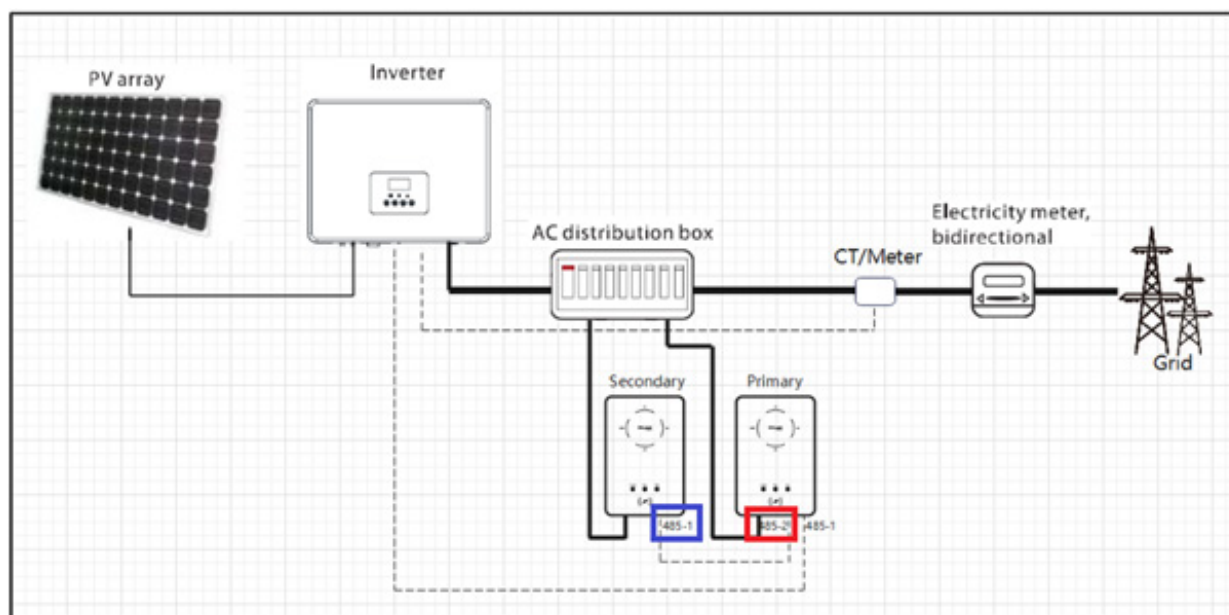 PV array
Inverter
AC distribution box
Electricity meter,
bidirectional
CT/Meter
Grid
Secondary
Primary
485-1
485-2
485-1